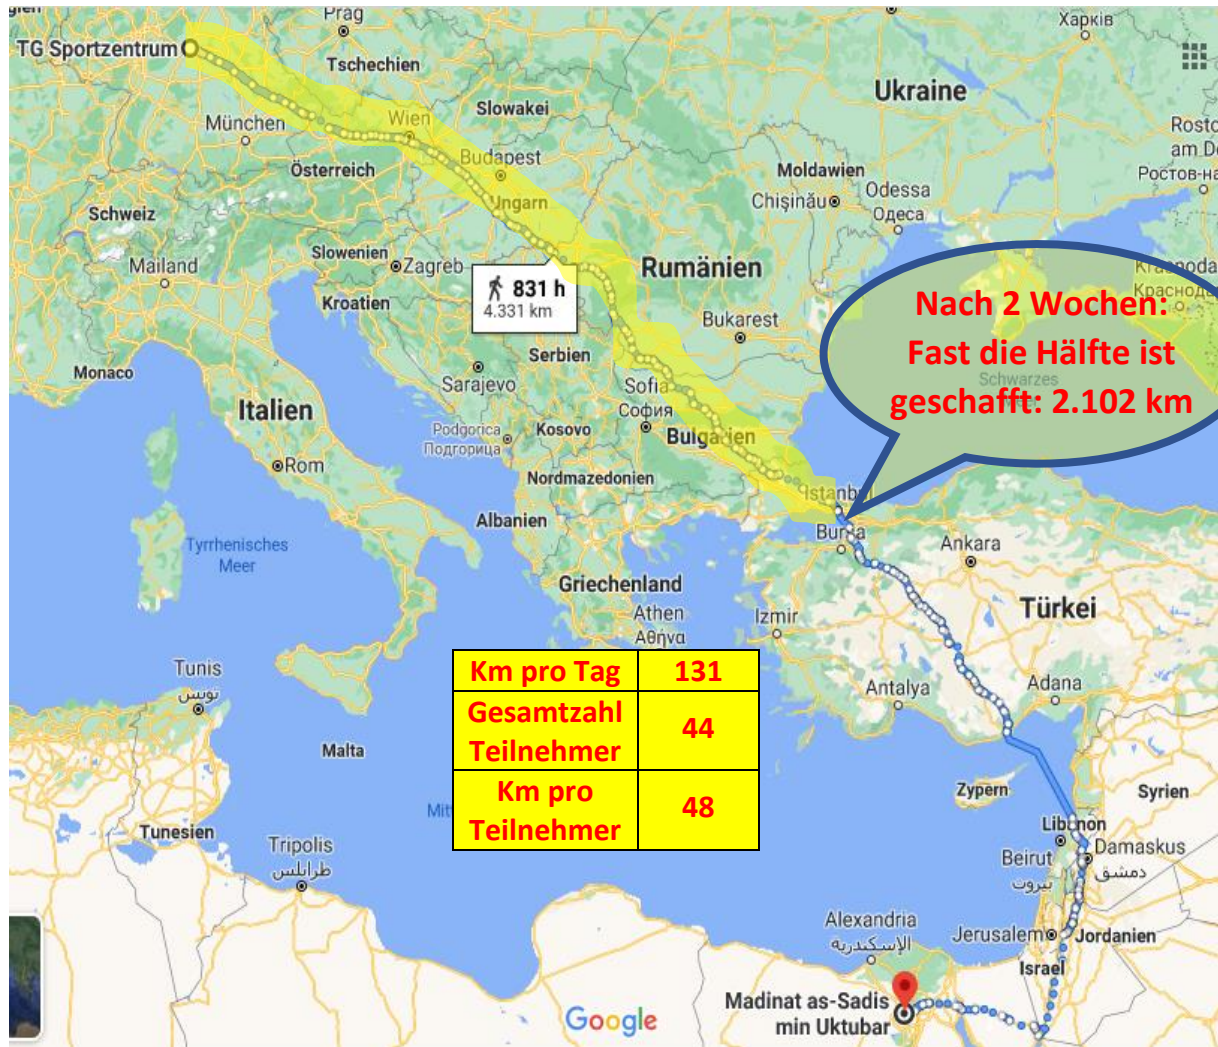 Prag
Харків
TG Sportzentrum
Tschechien
Ukraine
Slowakei
München
Wien
Rosto
am Do
Budapest
Österreich
Moldawien
Ростов-на
Ungarn
Chișinău
Odessa
Одеса
Schweiz
Slowenien
Mailand
Zagreb
Rumänien
Краснода
831 h
4.331 km
Kroatien
Nach 2 Wochen:
Fast die Hälfte ist
geschafft: 2.102 km
Bukarest
Serbien
Monaco
Sarajevo
Sofia
София
Schwarzes
Italien
Podgorica
Подгорица
Kosovo
Bulgarien
Rom
Nordmazedonien
Istanbul
Albanien
Bursa
Ankara
Tyrrhenisches
Meer
Griechenland
Türkei
Athen
Αθήνα
Izmir
Tunis
تونس
Km pro Tag 131
Gesamtzahl
Teilnehmer 44
Km pro
Teilnehmer 48
Antalya
Adana
Malta
Zypern
Syrien
Tunesien
Tripolis
طرابلس
Libanon
Beirut
بيروت
Damaskus
دمشق
Alexandria
الإسكندرية
Jerusalem
Jordanien
Israel
Madinat as-Sadis
min Uktubar
Google